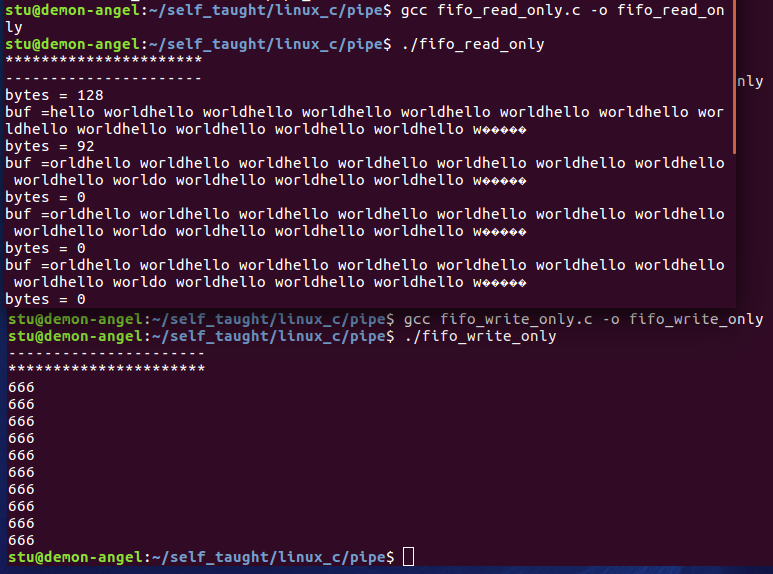 stu@demon-angel:~/self_taught/linux_c/pipe$ gcc fifo_read_only.c -o fifo_read_on
ly
stu@demon-angel:~/self_taught/linux_c/pipe$ ./fifo_read_only
**********************
----------------------
nly
bytes = 128
buf =hello worldhello worldhello worldhello worldhello worldhello worldhello wor
ldhello worldhello worldhello worldhello worldhello w�����
bytes = 92
buf =orldhello worldhello worldhello worldhello worldhello worldhello worldhello
 worldhello worldo worldhello worldhello worldhello w�����
bytes = 0
buf =orldhello worldhello worldhello worldhello worldhello worldhello worldhello
 worldhello worldo worldhello worldhello worldhello w�����
bytes = 0
buf =orldhello worldhello worldhello worldhello worldhello worldhello worldhello
 worldhello worldo worldhello worldhello worldhello w�����
bytes = 0
stu@demon-angel:~/self_taught/linux_c/pipe$ gcc fifo_write_only.c -o fifo_write_only
stu@demon-angel:~/self_taught/linux_c/pipe$ ./fifo_write_only
----------------------
**********************
666
666
666
666
666
666
666
666
666
666
stu@demon-angel:~/self_taught/linux_c/pipe$